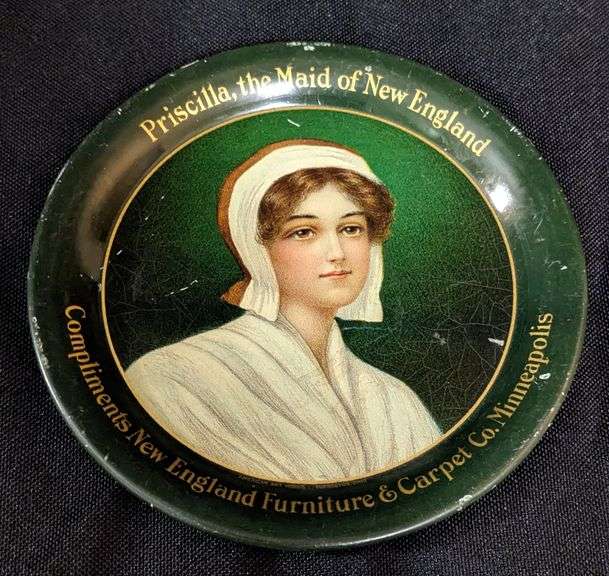 Priscilla, the Maid of New England
Compliments New England Furniture & Carpet Co. Minneapolis